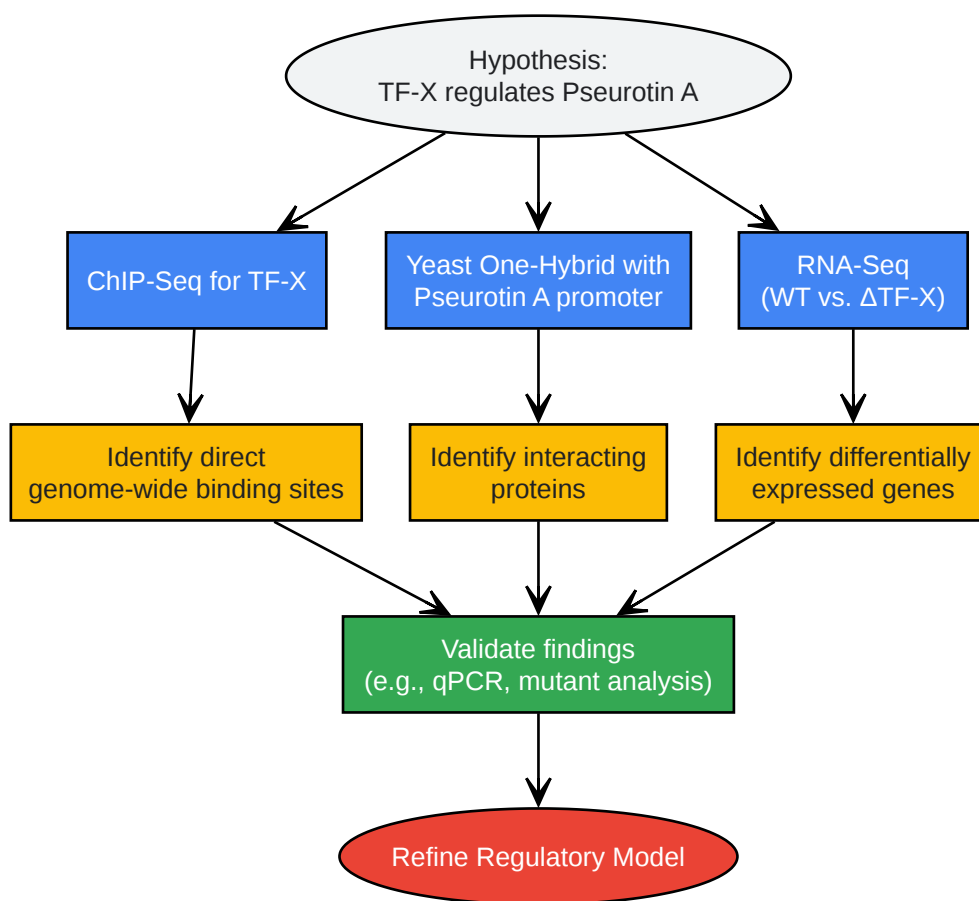 Hypothesis:
TF-X regulates Pseurotin A
ChIP-Seq for TF-X
Yeast One-Hybrid with
Pseurotin A promoter
RNA-Seq
(WT vs. ΔTF-X)
Identify direct
genome-wide binding sites
Identify interacting
proteins
Identify differentially
expressed genes
Validate findings
(e.g., qPCR, mutant analysis)
Refine Regulatory Model